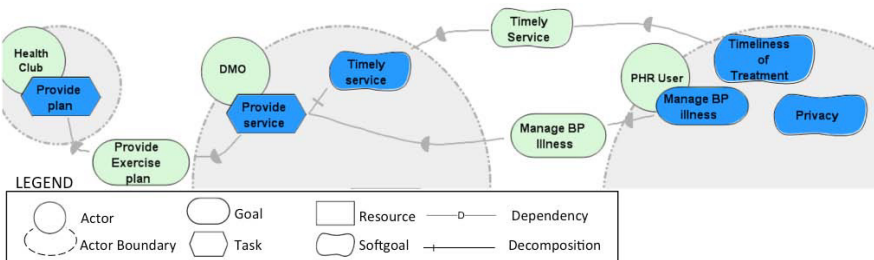 Health
Club
Provide
plan
Provide
Exercise
plan
DMO
Provide
service
Timely
service
Timely
Service
Manage BP
Illness
PHR User
Manage BP
illness
Timeliness
of
Treatment
Privacy
LEGEND
Actor
Goal
Resource
D
Dependency
Actor Boundary
Task
Softgoal
Decomposition